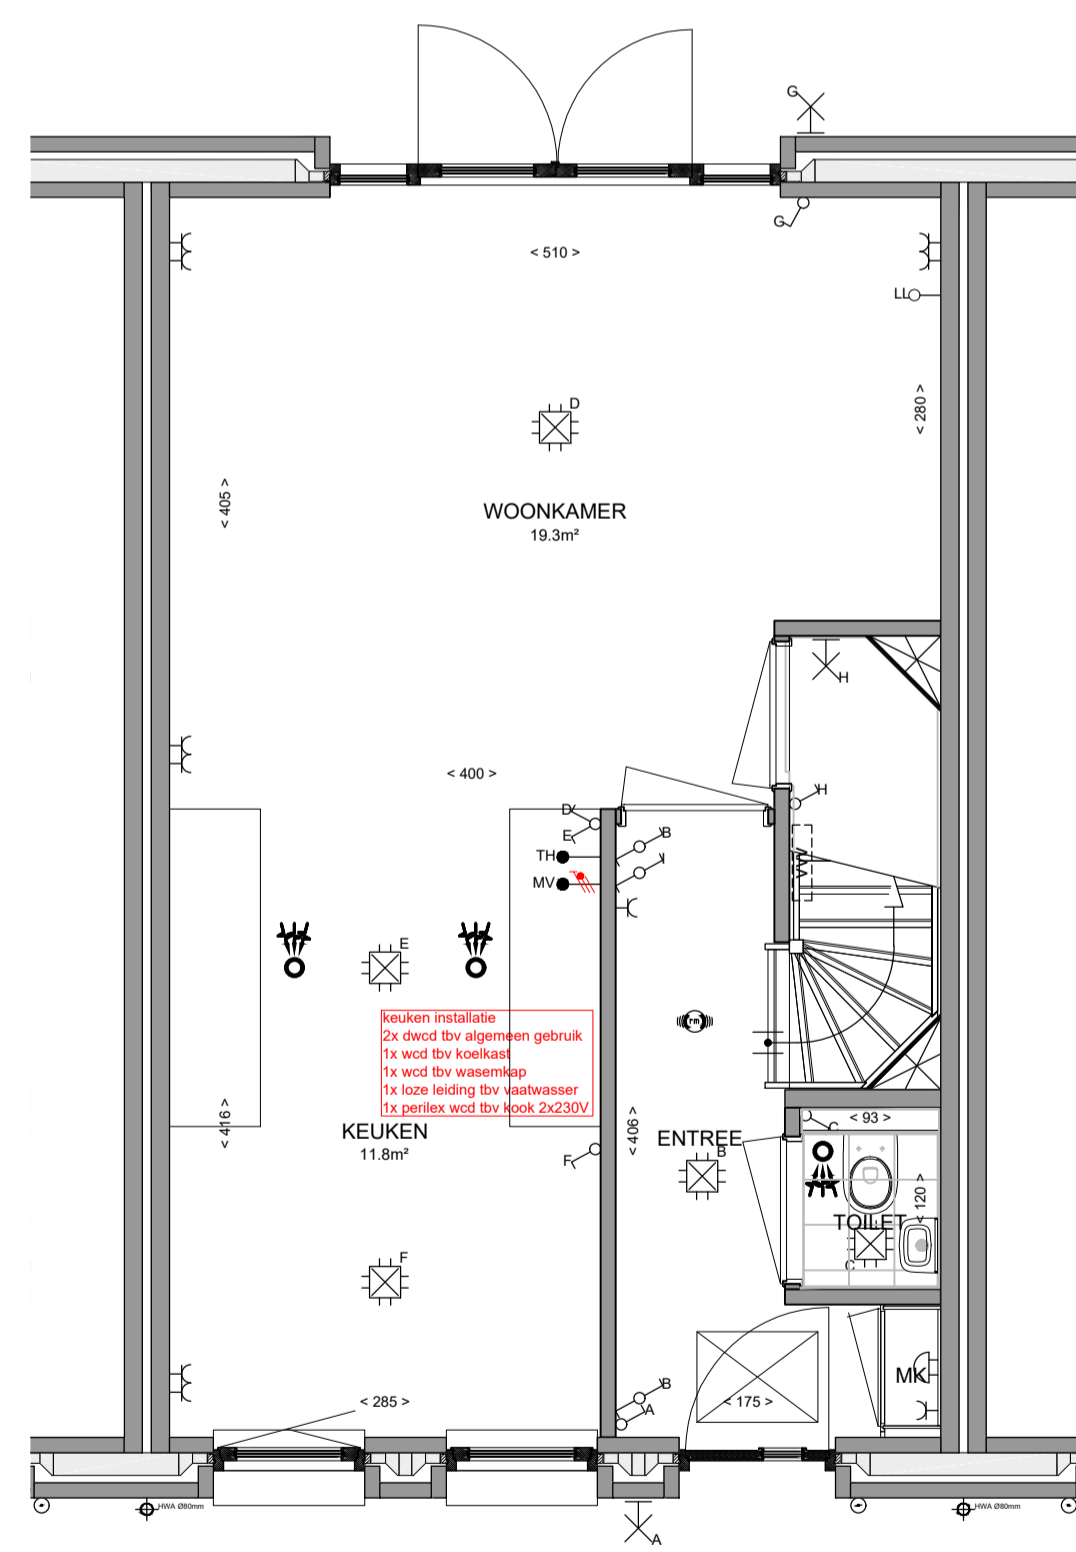 G
G
< 510 >
LL
< 280 >
D
< 405 >
WOONKAMER
19.3m²
H
< 400 >
H
D
E
B
TH
I
MV
VVW
E
rm
keuken installatie
2x dwcd tbv algemeen gebruik
1x wcd tbv koelkast
1x wcd tbv wasemkap
1x loze leiding tbv vaatwasser
1x perilex wcd tbv kook 2x230V
< 416 >
KEUKEN
11.8m²
< 406 >
ENTREE
B
< 93 >
C
F
< 120 >
TOILET
C
F
MK
B
A
< 285 >
< 175 >
HWA Ø80mm
HWA Ø80mm
A